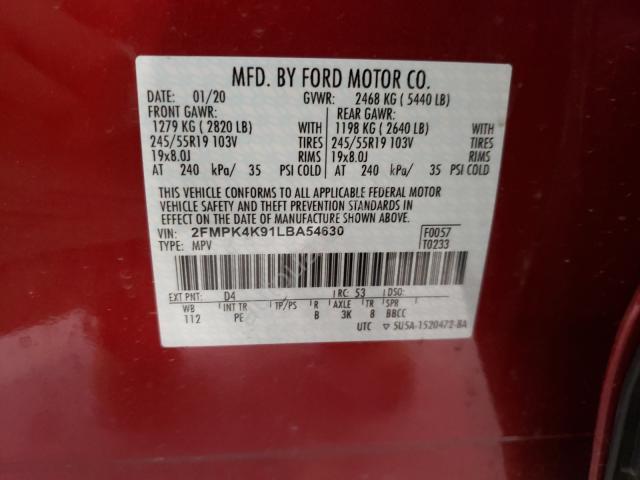 MFD. BY FORD MOTOR CO.
DATE: 01/20 GVWR: 2468 KG ( 5440 LB)
FRONT GAWR: REAR GAWR:
1279 KG ( 2820 LB) WITH 1198 KG ( 2640 LB) WITH
245/55R19 103V TIRES 245/55R19 103V TIRES
19x8.0J RIMS 19x8.0J RIMS
AT 240 kPa/ 35 PSI COLD AT 240 kPa/ 35 PSI COLD
THIS VEHICLE CONFORMS TO ALL APPLICABLE FEDERAL MOTOR
VEHICLE SAFETY AND THEFT PREVENTION STANDARDS IN
EFFECT ON THE DATE OF MANUFACTURE SHOWN ABOVE.
VIN: 2FMPK4K91LBA54630 F0057
TYPE: MPV T0233
EXT PNT: D4 RC: 53 DSO:
WB INT TR TP/PS R AXLE TR SPR
112 PE B 3K 8 BBCC
UTC ▽ 5U5A-1520472-BA